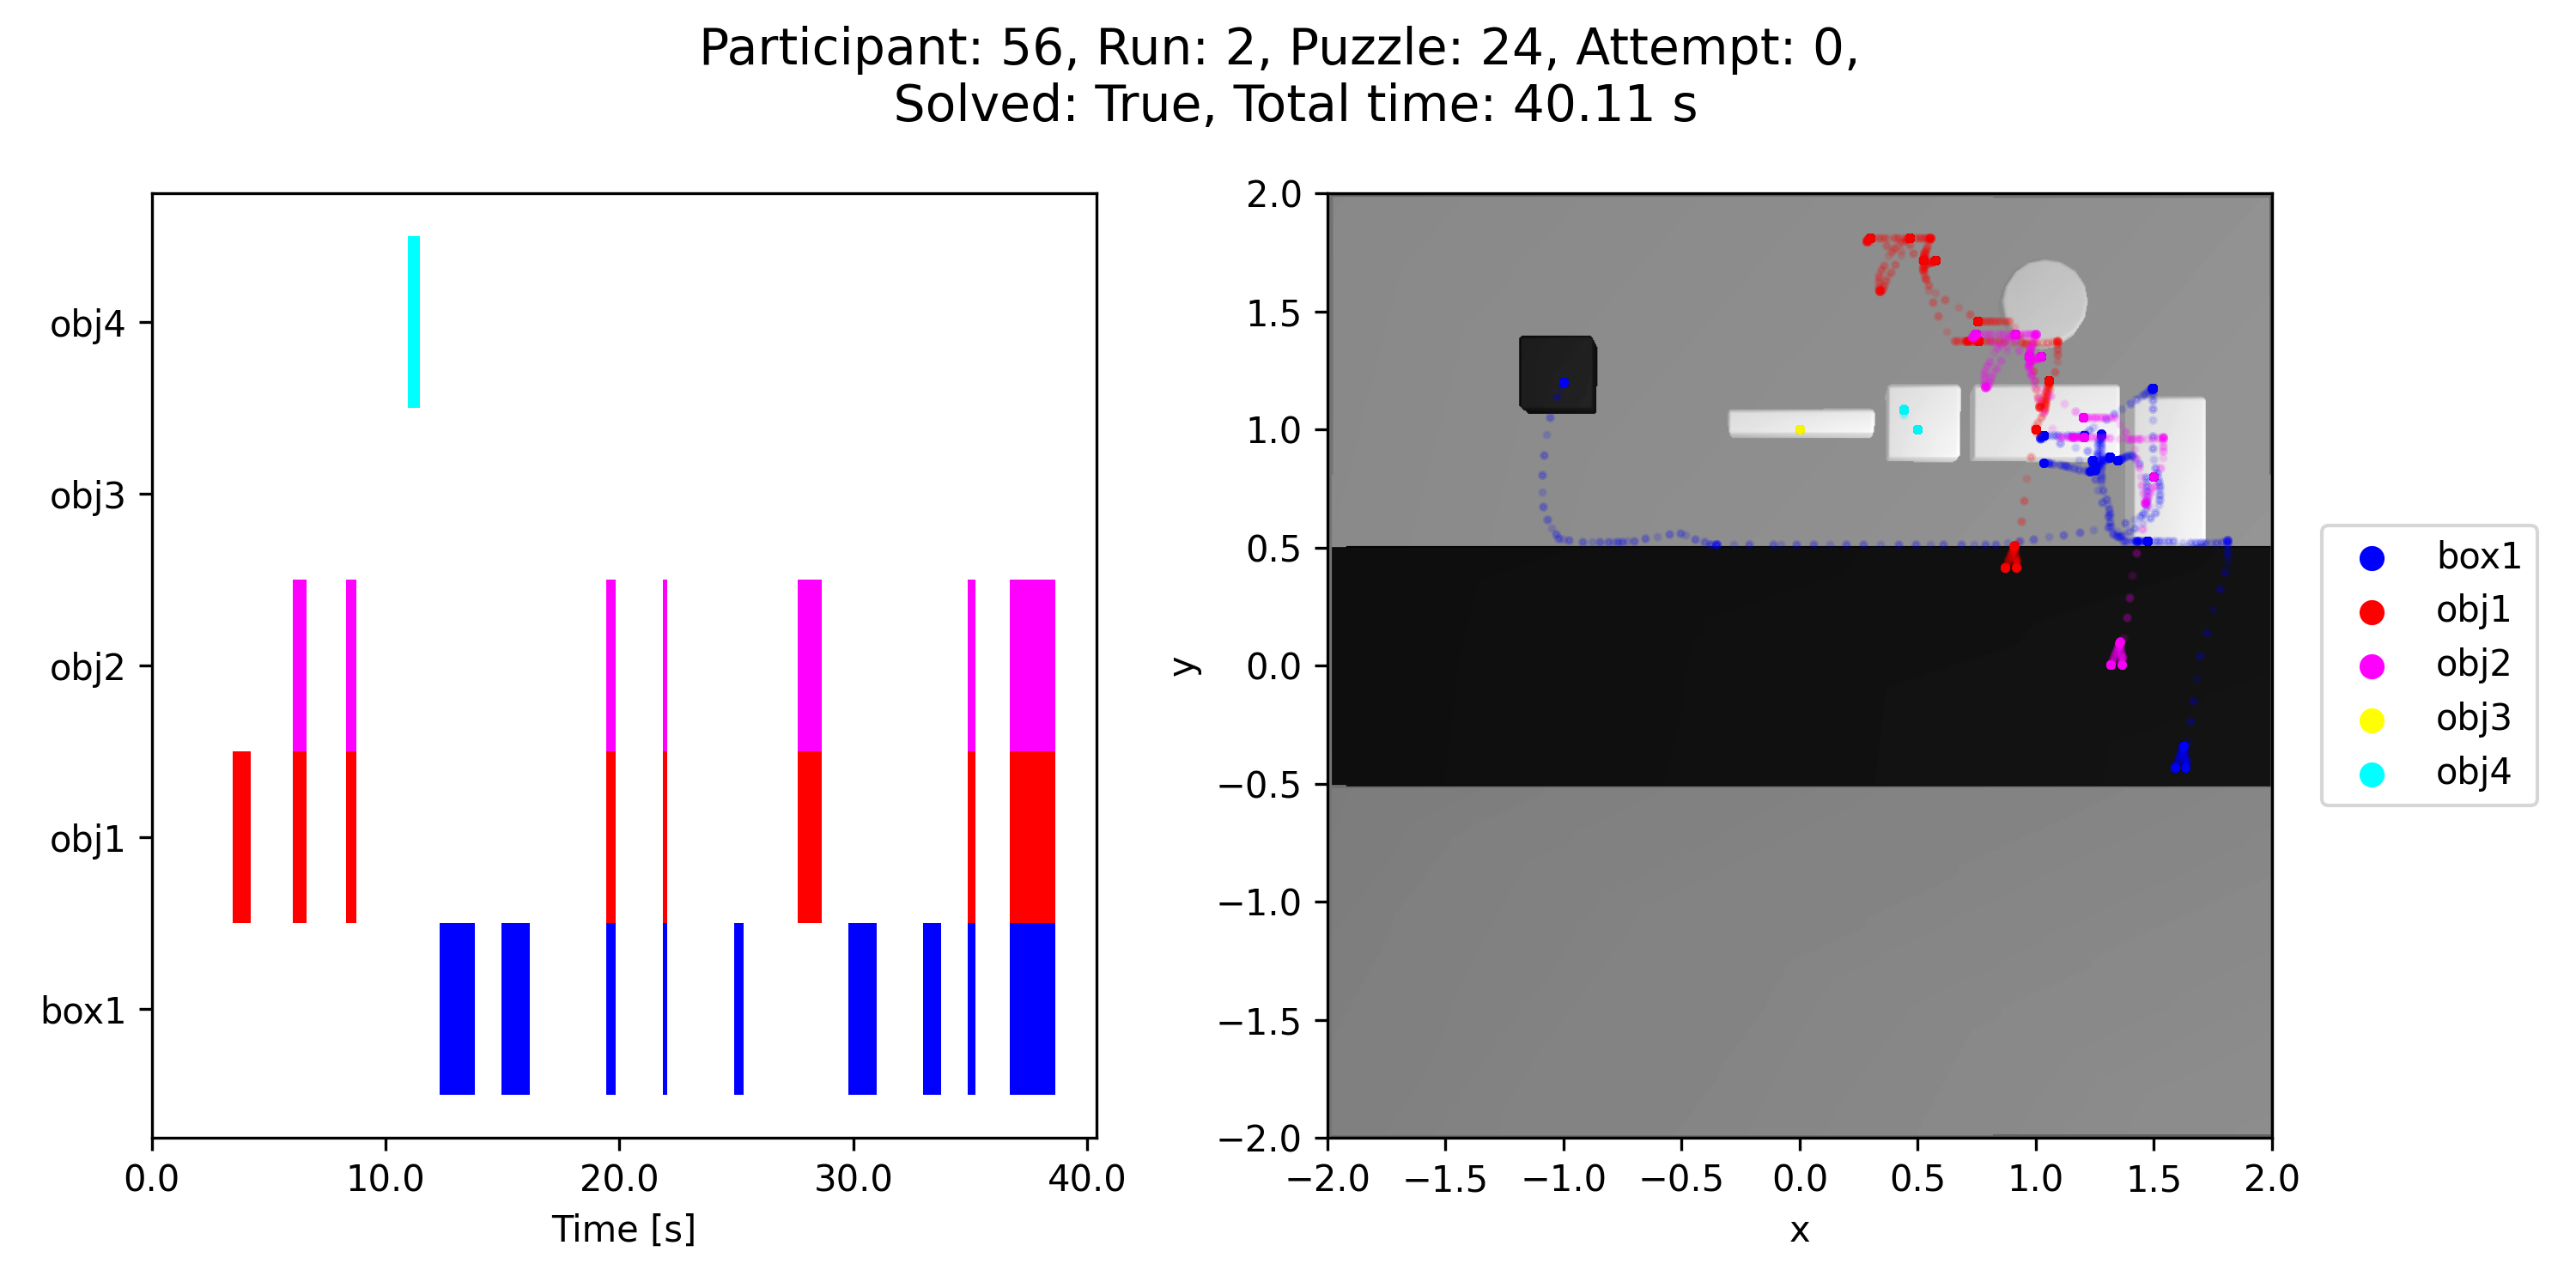 Participant: 56, Run: 2, Puzzle: 24, Attempt: 0,
Solved: True, Total time: 40.11 s
obj4
obj3
obj2
obj1
box1
0.0 10.0 20.0 30.0 40.0
Time [s]
2.0
1.5
1.0
0.5
0.0
−0.5
−1.0
−1.5
−2.0
y
−2.0 −1.5 −1.0 −0.5 0.0 0.5 1.0 1.5 2.0
x
box1
obj1
obj2
obj3
obj4